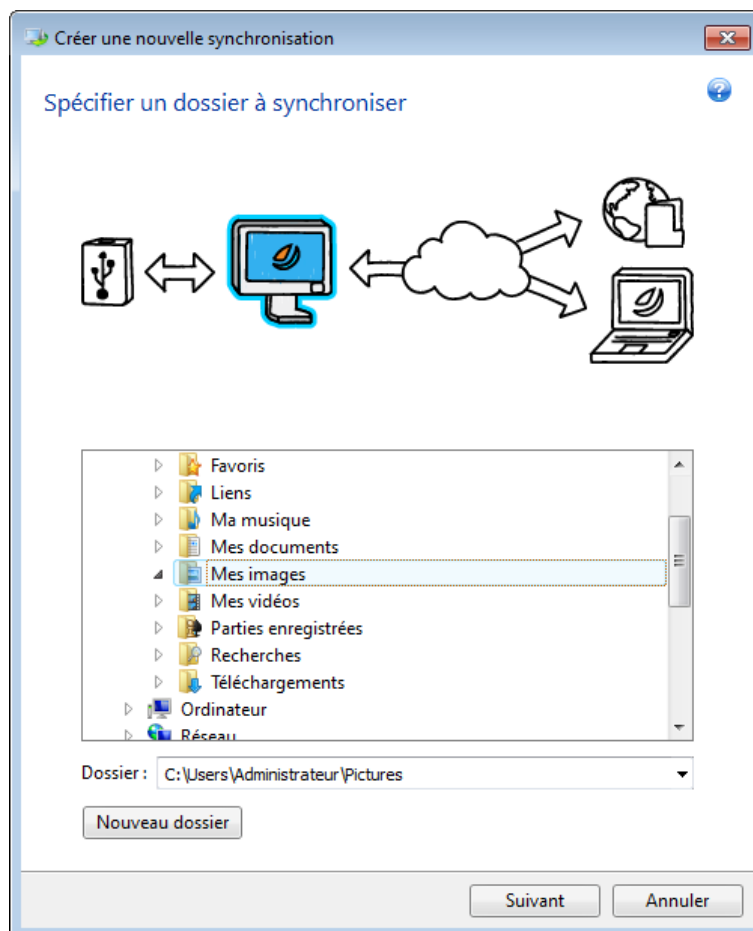 Créer une nouvelle synchronisation
Spécifier un dossier à synchroniser
Favoris
Liens
Ma musique
Mes documents
Mes images
Mes vidéos
Parties enregistrées
Recherches
Téléchargements
Ordinateur
Réseau
Dossier : C:\Users\Administrateur\Pictures
Nouveau dossier
Suivant Annuler